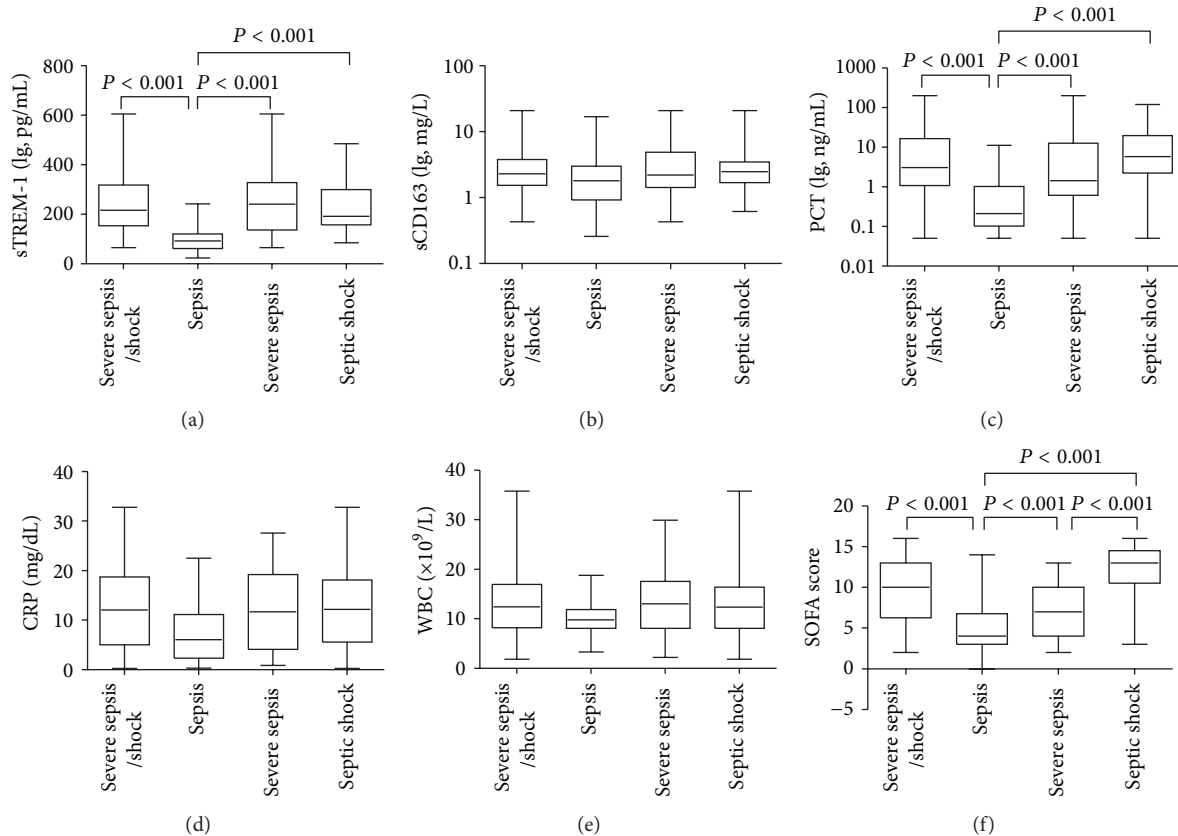 P < 0.001
P < 0.001 P < 0.001
sTREM-1 (lg, pg/mL)
800
600
400
200
0
Severe sepsis
/shock
Sepsis
Severe sepsis
Septic shock
(a)
sCD163 (lg, mg/L)
100
10
1
0.1
Severe sepsis
/shock
Sepsis
Severe sepsis
Septic shock
(b)
P < 0.001
P < 0.001 P < 0.001
PCT (lg, ng/mL)
1000
100
10
1
0.1
0.01
Severe sepsis
/shock
Sepsis
Severe sepsis
Septic shock
(c)
CRP (mg/dL)
40
30
20
10
0
Severe sepsis
/shock
Sepsis
Severe sepsis
Septic shock
(d)
WBC (×10⁹/L)
40
30
20
10
0
Severe sepsis
/shock
Sepsis
Severe sepsis
Septic shock
(e)
P < 0.001
P < 0.001 P < 0.001 P < 0.001
SOFA score
20
15
10
5
0
−5
Severe sepsis
/shock
Sepsis
Severe sepsis
Septic shock
(f)